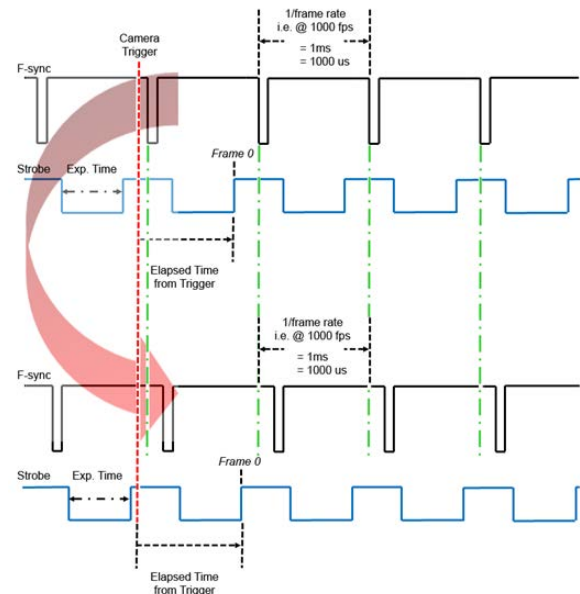 1/frame rate
i.e. @ 1000 fps
= 1ms
= 1000 us
Camera
Trigger
F-sync
Frame 0
Strobe
Exp. Time
Elapsed Time
from Trigger
1/frame rate
i.e. @ 1000 fps
= 1ms
= 1000 us
F-sync
Frame 0
Strobe
Exp. Time
Elapsed Time
from Trigger